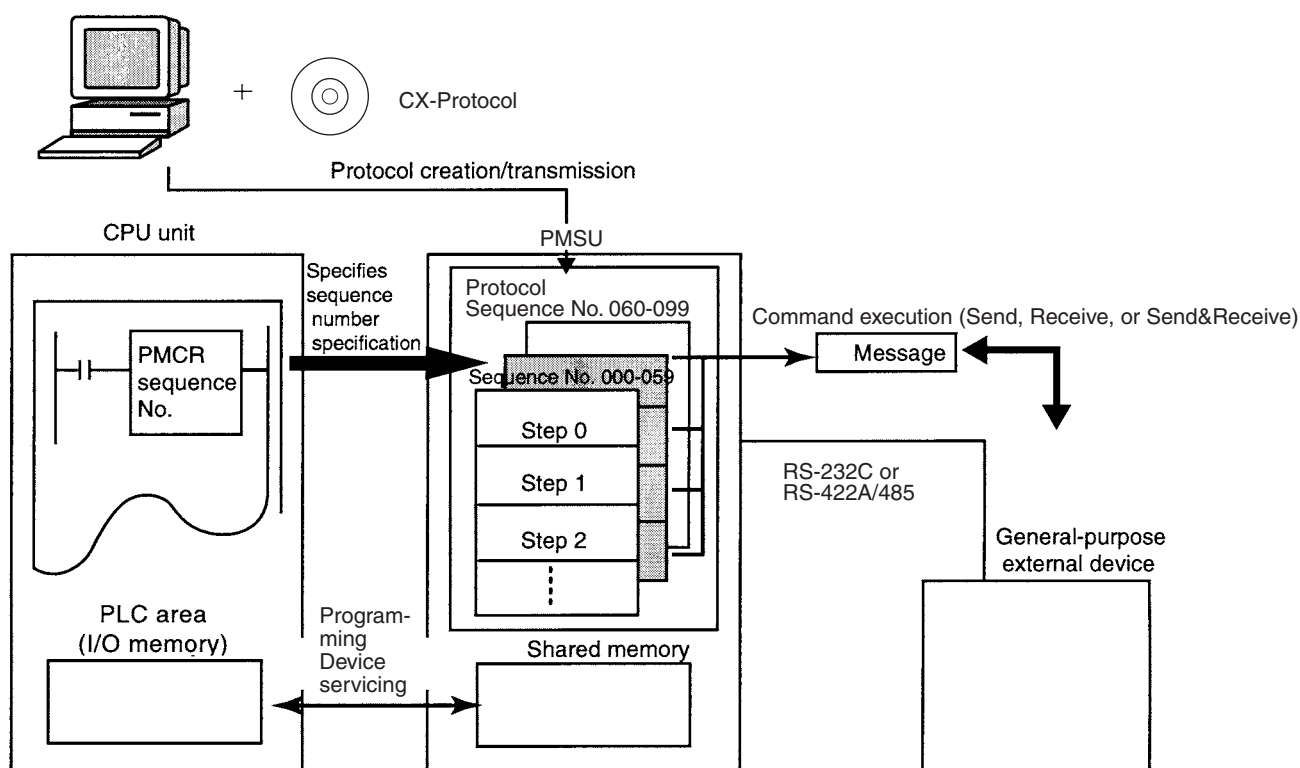 +
CX-Protocol
Protocol creation/transmission
CPU unit
PMSU
Specifies
sequence
number
specification
Protocol
Sequence No. 060-099
Command execution (Send, Receive, or Send&Receive)
PMCR
sequence
No.
Message
Sequence No. 000-059
Step 0
Step 1
Step 2
RS-232C or
RS-422A/485
General-purpose
external device
PLC area
(I/O memory)
Program-
ming
Device
servicing
Shared memory